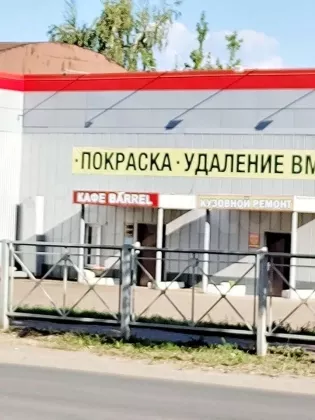 · ПОКРАСКА · УДАЛЕНИЕ ВМ
КАФЕ BARREL
КУЗОВНОЙ РЕМОНТ